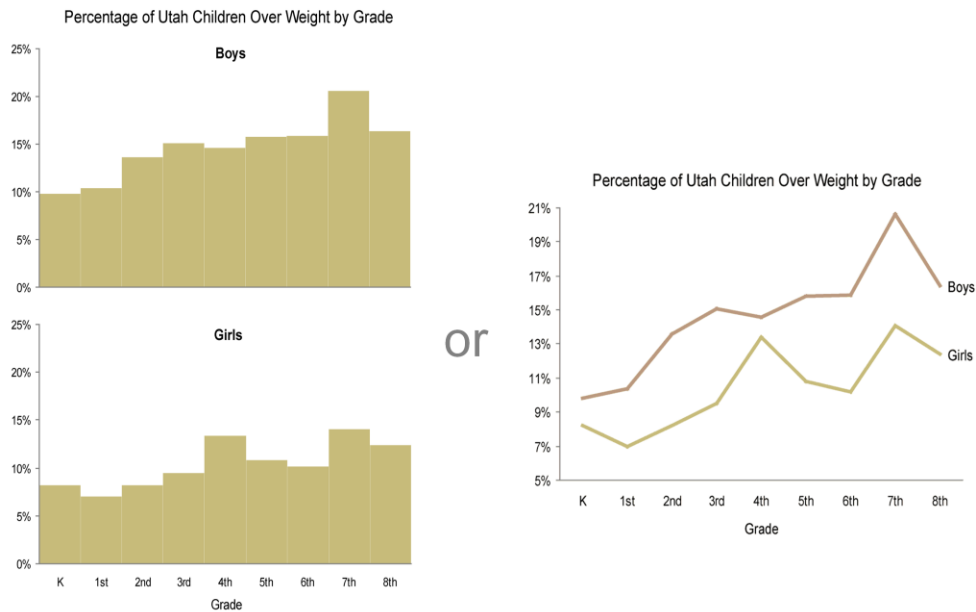 Percentage of Utah Children Over Weight by Grade
Boys
25%
20%
15%
10%
5%
0%
Girls
25%
20%
15%
10%
5%
0%
K 1st 2nd 3rd 4th 5th 6th 7th 8th
Grade
or
Percentage of Utah Children Over Weight by Grade
21%
19%
17%
15%
13%
11%
9%
7%
5%
Boys
Girls
K 1st 2nd 3rd 4th 5th 6th 7th 8th
Grade